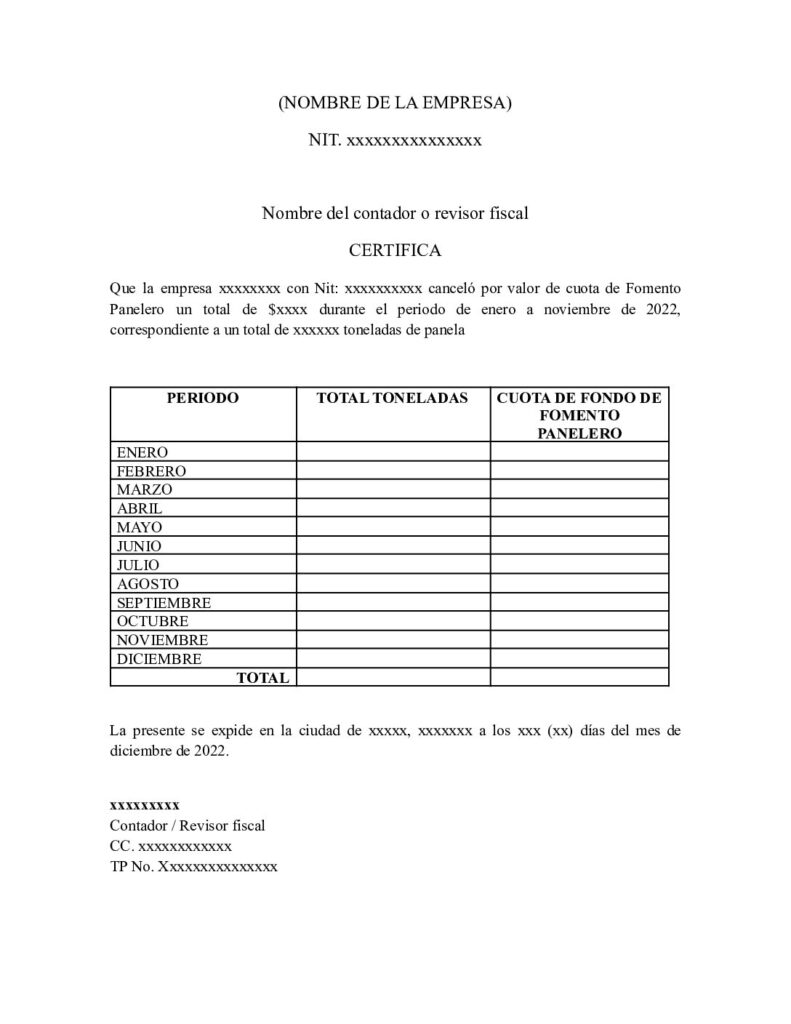 (NOMBRE DE LA EMPRESA)
NIT. xxxxxxxxxxxxxxx
Nombre del contador o revisor fiscal
CERTIFICA
Que la empresa xxxxxxxx con Nit: xxxxxxxxxx canceló por valor de cuota de Fomento
Panelero un total de $xxxx durante el periodo de enero a noviembre de 2022,
correspondiente a un total de xxxxxx toneladas de panela
PERIODO TOTAL TONELADAS CUOTA DE FONDO DE
FOMENTO
PANELERO
ENERO
FEBRERO
MARZO
ABRIL
MAYO
JUNIO
JULIO
AGOSTO
SEPTIEMBRE
OCTUBRE
NOVIEMBRE
DICIEMBRE
TOTAL
La presente se expide en la ciudad de xxxxx, xxxxxxx a los xxx (xx) días del mes de
diciembre de 2022.
xxxxxxxxx
Contador / Revisor fiscal
CC. xxxxxxxxxxxx
TP No. Xxxxxxxxxxxxxxx